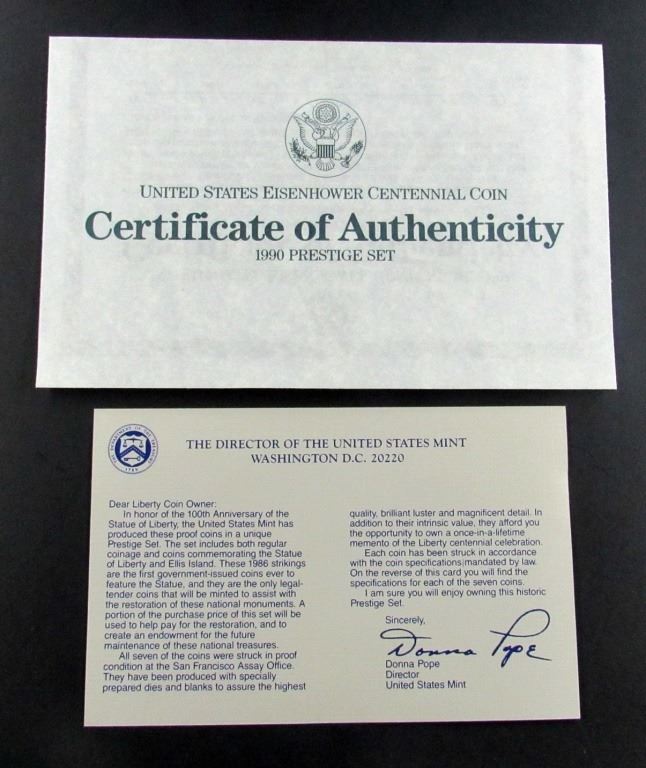 UNITED STATES EISENHOWER CENTENNIAL COIN
Certificate of Authenticity
1990 PRESTIGE SET
THE DIRECTOR OF THE UNITED STATES MINT
WASHINGTON D.C. 20220
Dear Liberty Coin Owner:
In honor of the 100th Anniversary of the
Statue of Liberty, the United States Mint has
produced these proof coins in a unique
Prestige Set. The set includes both regular
coinage and coins commemorating the Statue
of Liberty and Ellis Island. These 1986 strikings
are the first government-issued coins ever to
feature the Statue, and they are the only legal-
tender coins that will be minted to assist with
the restoration of these national monuments. A
portion of the purchase price of this set will be
used to help pay for the restoration, and to
create an endowment for the future
maintenance of these national treasures.
All seven of the coins were struck in proof
condition at the San Francisco Assay Office.
They have been produced with specially
prepared dies and blanks to assure the highest
quality, brilliant luster and magnificent detail. In
addition to their intrinsic value, they afford you
the opportunity to own a once-in-a-lifetime
memento of the Liberty centennial celebration.
Each coin has been struck in accordance
with the coin specifications mandated by law.
On the reverse of this card you will find the
specifications for each of the seven coins.
I am sure you will enjoy owning this historic
Prestige Set.
Sincerely,
Donna Pope
Donna Pope
Director
United States Mint